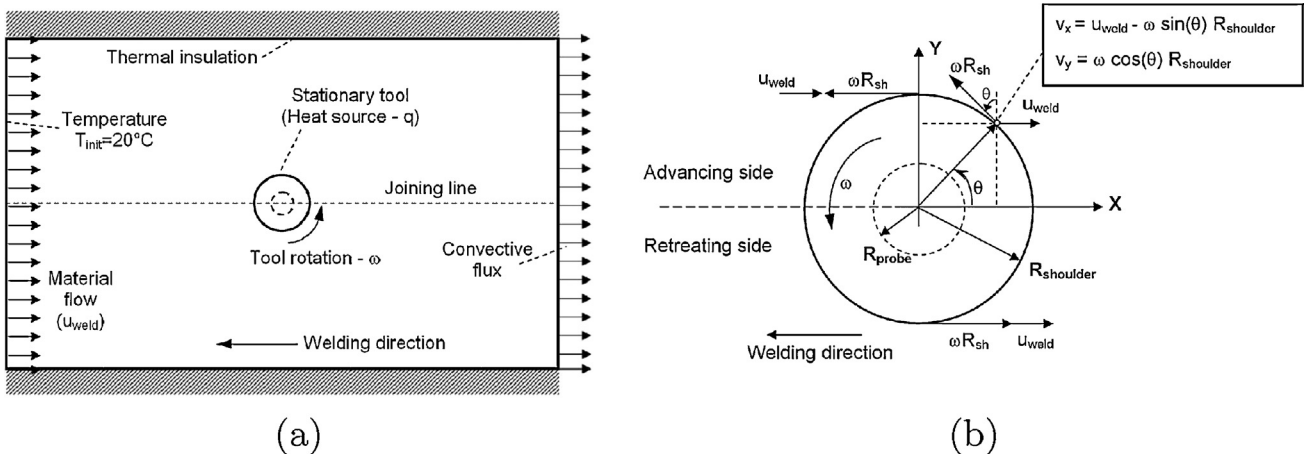 Thermal insulation
Stationary tool
(Heat source - q)
Temperature
T_init=20°C
Joining line
Tool rotation - ω
Convective
flux
Material
flow
(u_weld)
Welding direction
(a)
v_x = u_weld - ω sin(θ) R_shoulder
v_y = ω cos(θ) R_shoulder
Y
u_weld
ωR_sh
ωR_sh
θ
u_weld
Advancing side
ω
θ
X
Retreating side
R_probe
R_shoulder
ωR_sh
u_weld
Welding direction
(b)